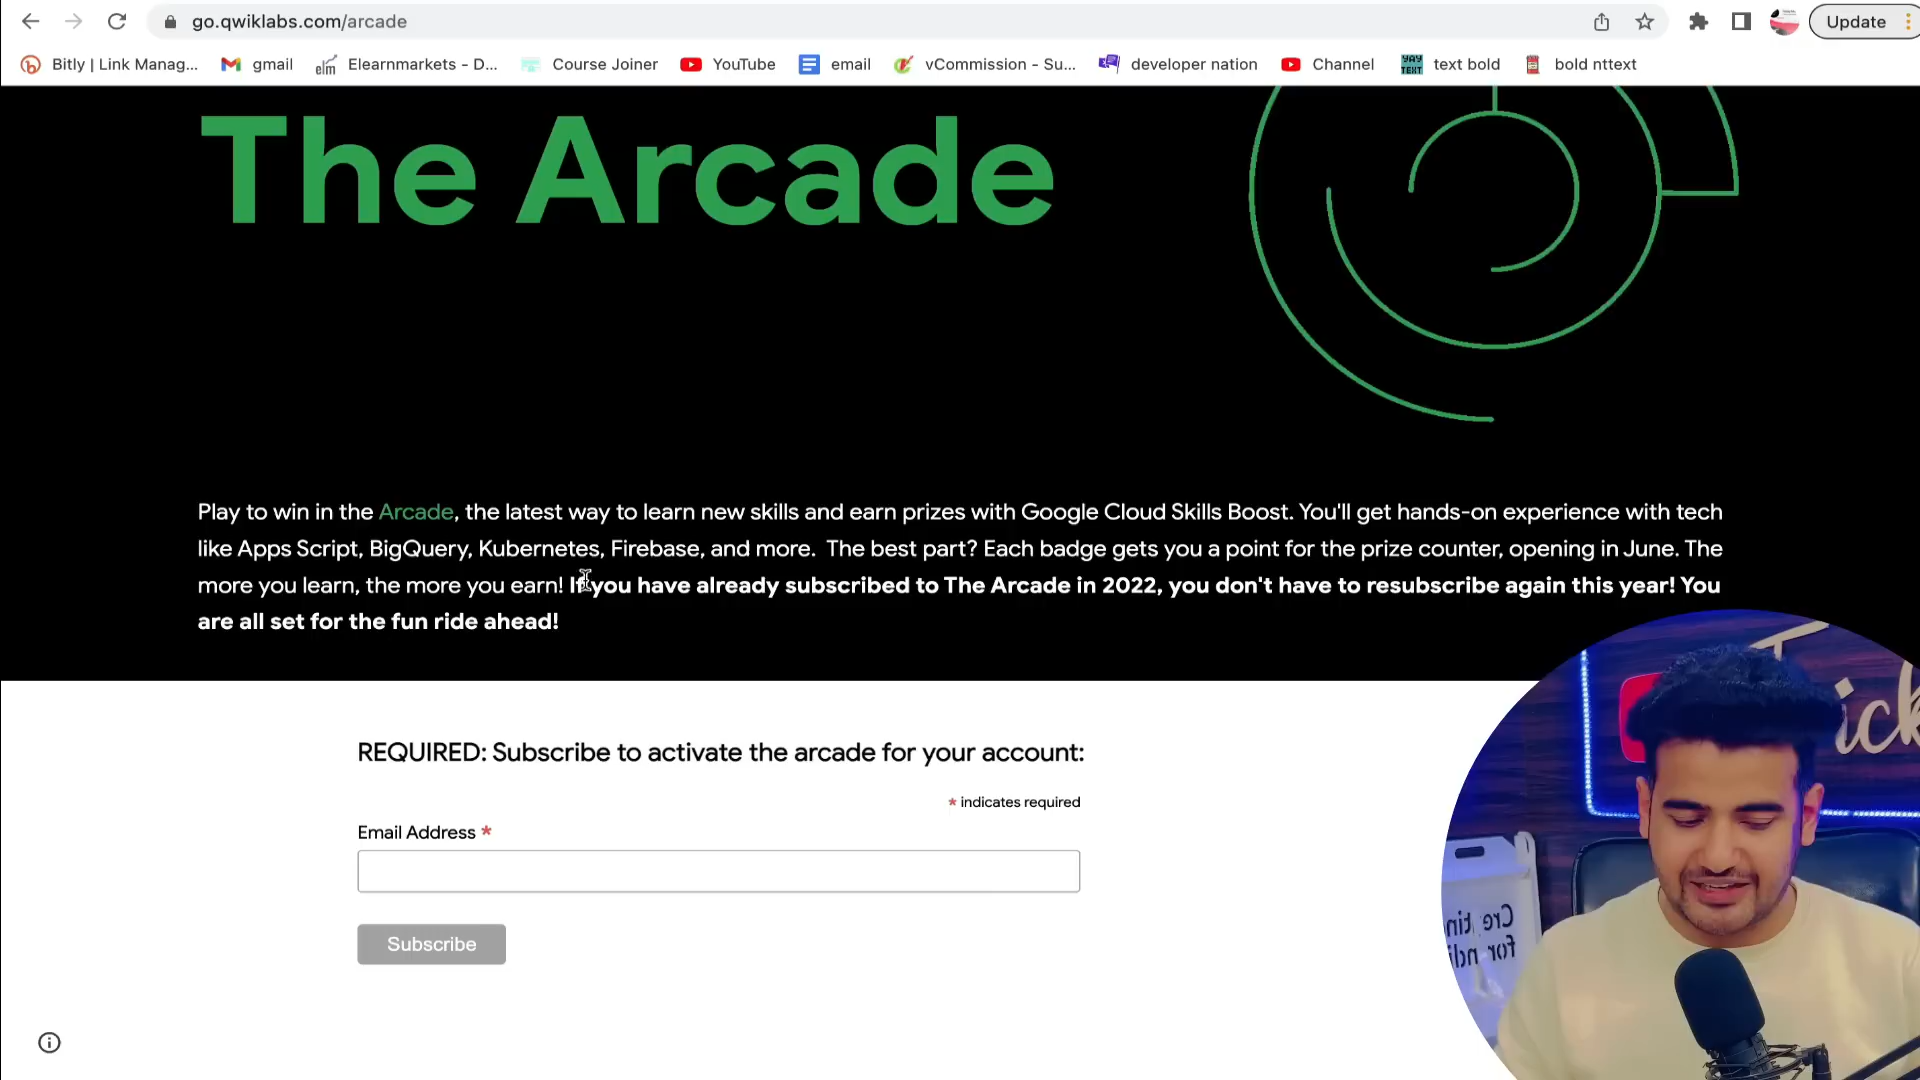 go.qwiklabs.com/arcade
Update
Bitly | Link Manag...
gmail
elm
Elearnmarkets - D...
Course Joiner
YouTube
email
vCommission - Su...
developer nation
Channel
YAY
TEXT
text bold
bold nttext
The Arcade
Play to win in the Arcade, the latest way to learn new skills and earn prizes with Google Cloud Skills Boost. You'll get hands-on experience with tech
like Apps Script, BigQuery, Kubernetes, Firebase, and more. The best part? Each badge gets you a point for the prize counter, opening in June. The
more you learn, the more you earn! If you have already subscribed to The Arcade in 2022, you don't have to resubscribe again this year! You
are all set for the fun ride ahead!
REQUIRED: Subscribe to activate the arcade for your account:
* indicates required
Email Address *
Subscribe